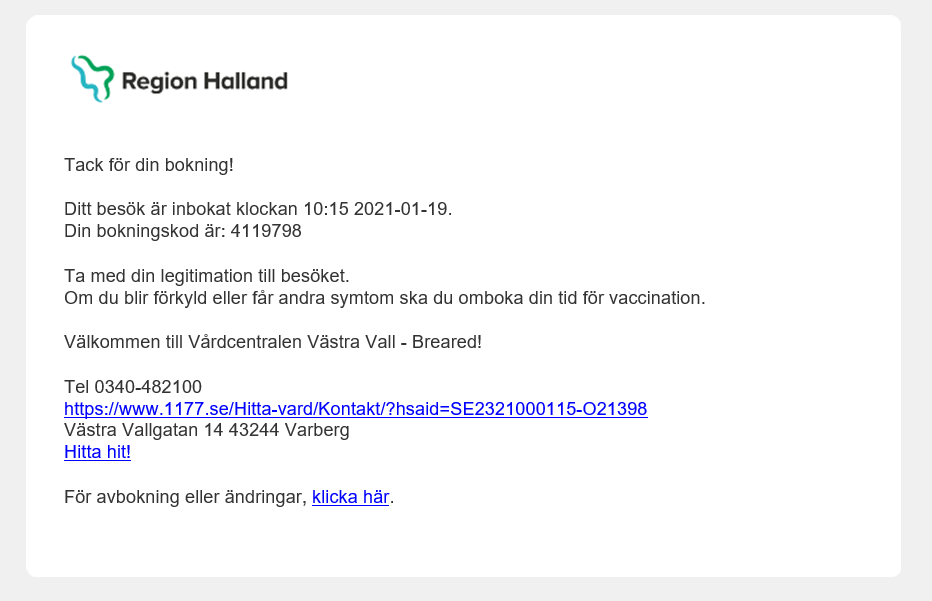 Region Halland
Tack för din bokning!
Ditt besök är inbokat klockan 10:15 2021-01-19.
Din bokningskod är: 4119798
Ta med din legitimation till besöket.
Om du blir förkyld eller får andra symtom ska du omboka din tid för vaccination.
Välkommen till Vårdcentralen Västra Vall - Breared!
Tel 0340-482100
https://www.1177.se/Hitta-vard/Kontakt/?hsaid=SE2321000115-O21398
Västra Vallgatan 14 43244 Varberg
Hitta hit!
För avbokning eller ändringar, klicka här.